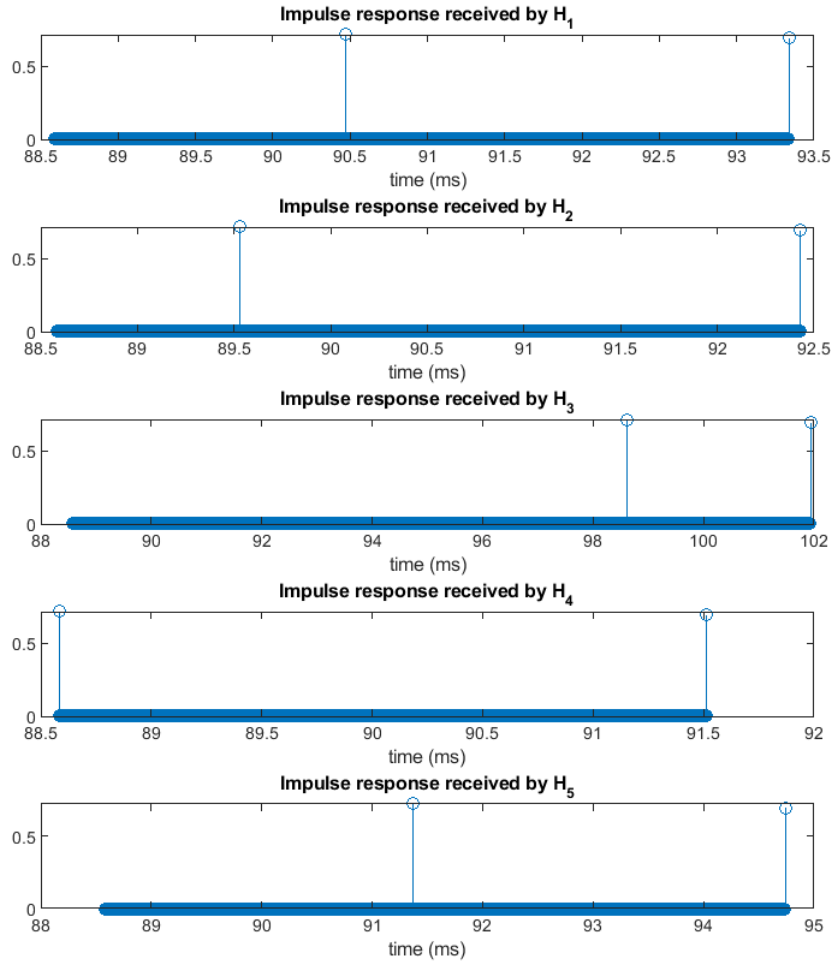 Impulse response received by H₁
0.5
0
88.5 89 89.5 90 90.5 91 91.5 92 92.5 93 93.5
time (ms)
Impulse response received by H₂
0.5
0
88.5 89 89.5 90 90.5 91 91.5 92 92.5
time (ms)
Impulse response received by H₃
0.5
0
88 90 92 94 96 98 100 102
time (ms)
Impulse response received by H₄
0.5
0
88.5 89 89.5 90 90.5 91 91.5 92
time (ms)
Impulse response received by H₅
0.5
0
88 89 90 91 92 93 94 95
time (ms)